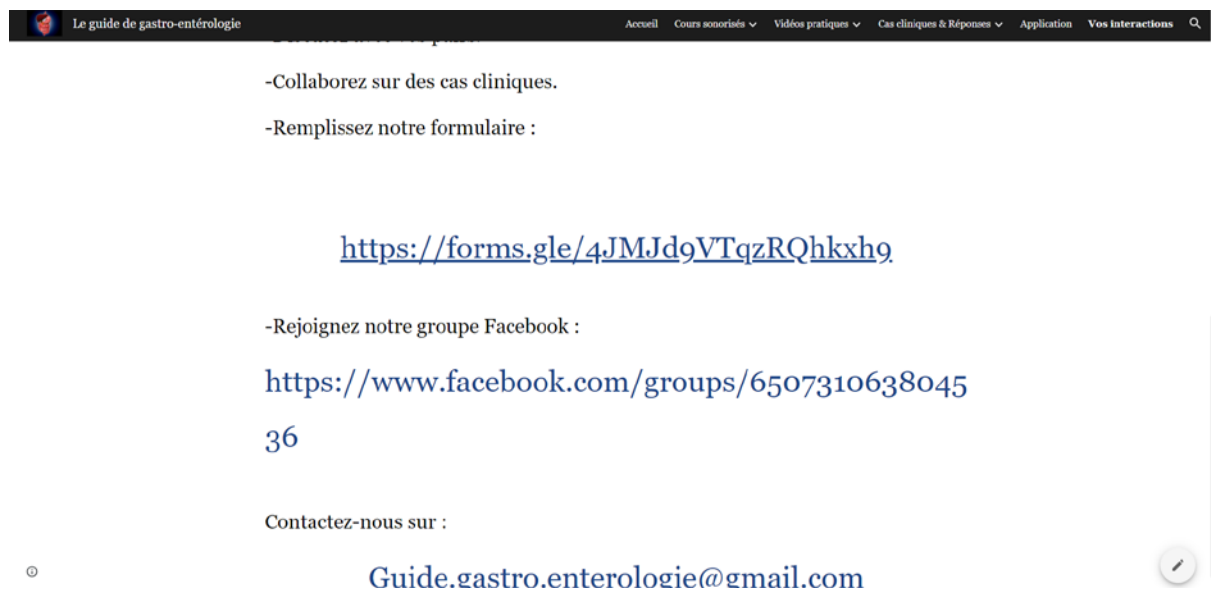 Le guide de gastro-entérologie
Accueil Cours sonorisés Vidéos pratiques Cas cliniques & Réponses Application Vos interactions
-Collaborez sur des cas cliniques.
-Remplissez notre formulaire :
https://forms.gle/4JMJd9VTqzRQhkxh9
-Rejoignez notre groupe Facebook :
https://www.facebook.com/groups/6507310638045
36
Contactez-nous sur :
Guide.gastro.enterologie@gmail.com